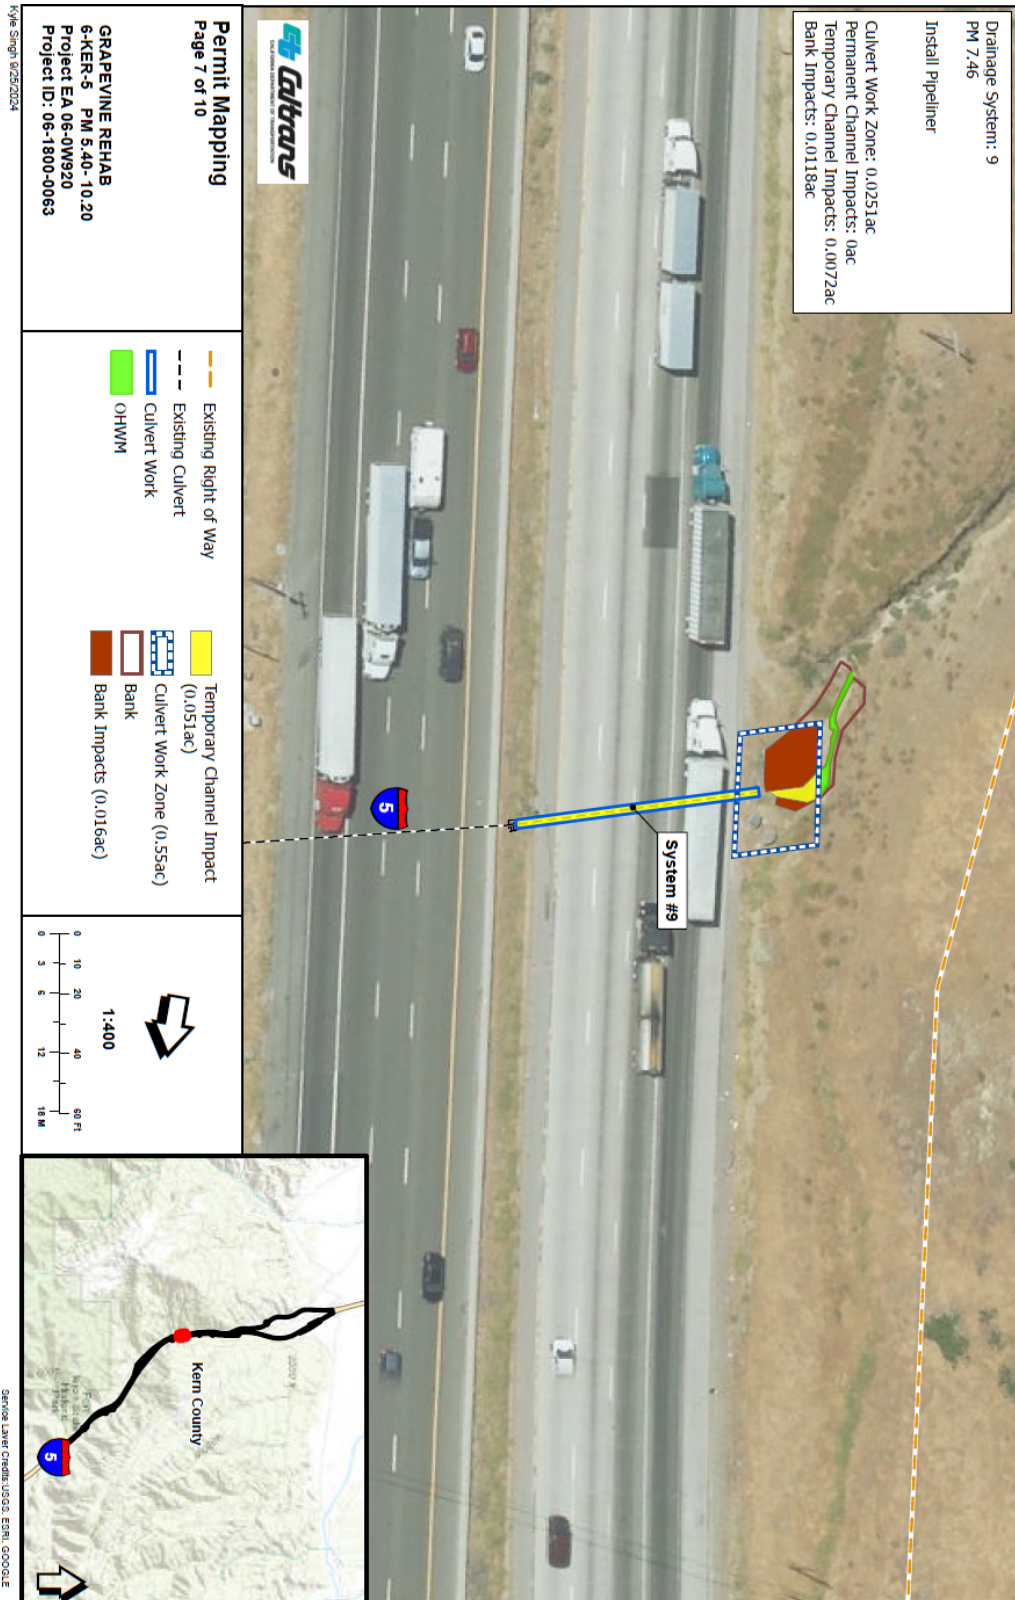 Drainage System: 9
PM 7.46
Install Pipeliner
Culvert Work Zone: 0.0251ac
Permanent Channel Impacts: 0ac
Temporary Channel Impacts: 0.0072ac
Bank Impacts: 0.0118ac
System #9
5
Caltrans
CALIFORNIA DEPARTMENT OF TRANSPORTATION
Permit Mapping
Page 7 of 10
GRAPEVINE REHAB
6-KER-5 PM 5.40- 10.20
Project EA 06-0W920
Project ID: 06-1800-0063
Existing Right of Way
Existing Culvert
Culvert Work
OHWM
Temporary Channel Impact
(0.051ac)
Culvert Work Zone (0.55ac)
Bank
Bank Impacts (0.016ac)
1:400
0 10 20 40 60 Ft
0 3 6 12 18 M
Kern County
5
Kyle Singh 9/25/2024
Service Layer Credits:USGS, ESRI, GOOGLE